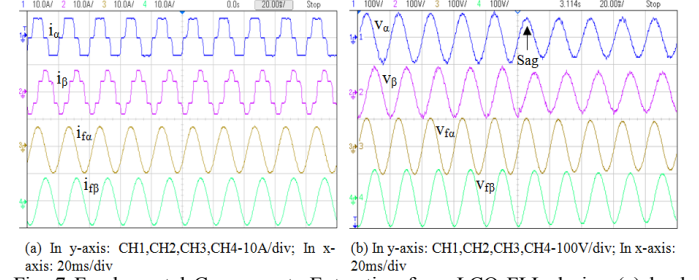 1 10.0A/ 2 10.0A/ 3 10.0A/ 4 10.0A/ 0.0s 20.00㎳/ Stop
1 100V/ 2 100V/ 3 100V/ 4 100V/ 3.114s 20.00㎳/ Stop
iα
iβ
ifα
ifβ
vα
Sag
vβ
vfα
vfβ
(a) In y-axis: CH1,CH2,CH3,CH4-10A/div; In x-
axis: 20ms/div
(b) In y-axis: CH1,CH2,CH3,CH4-100V/div; In x-axis:
20ms/div